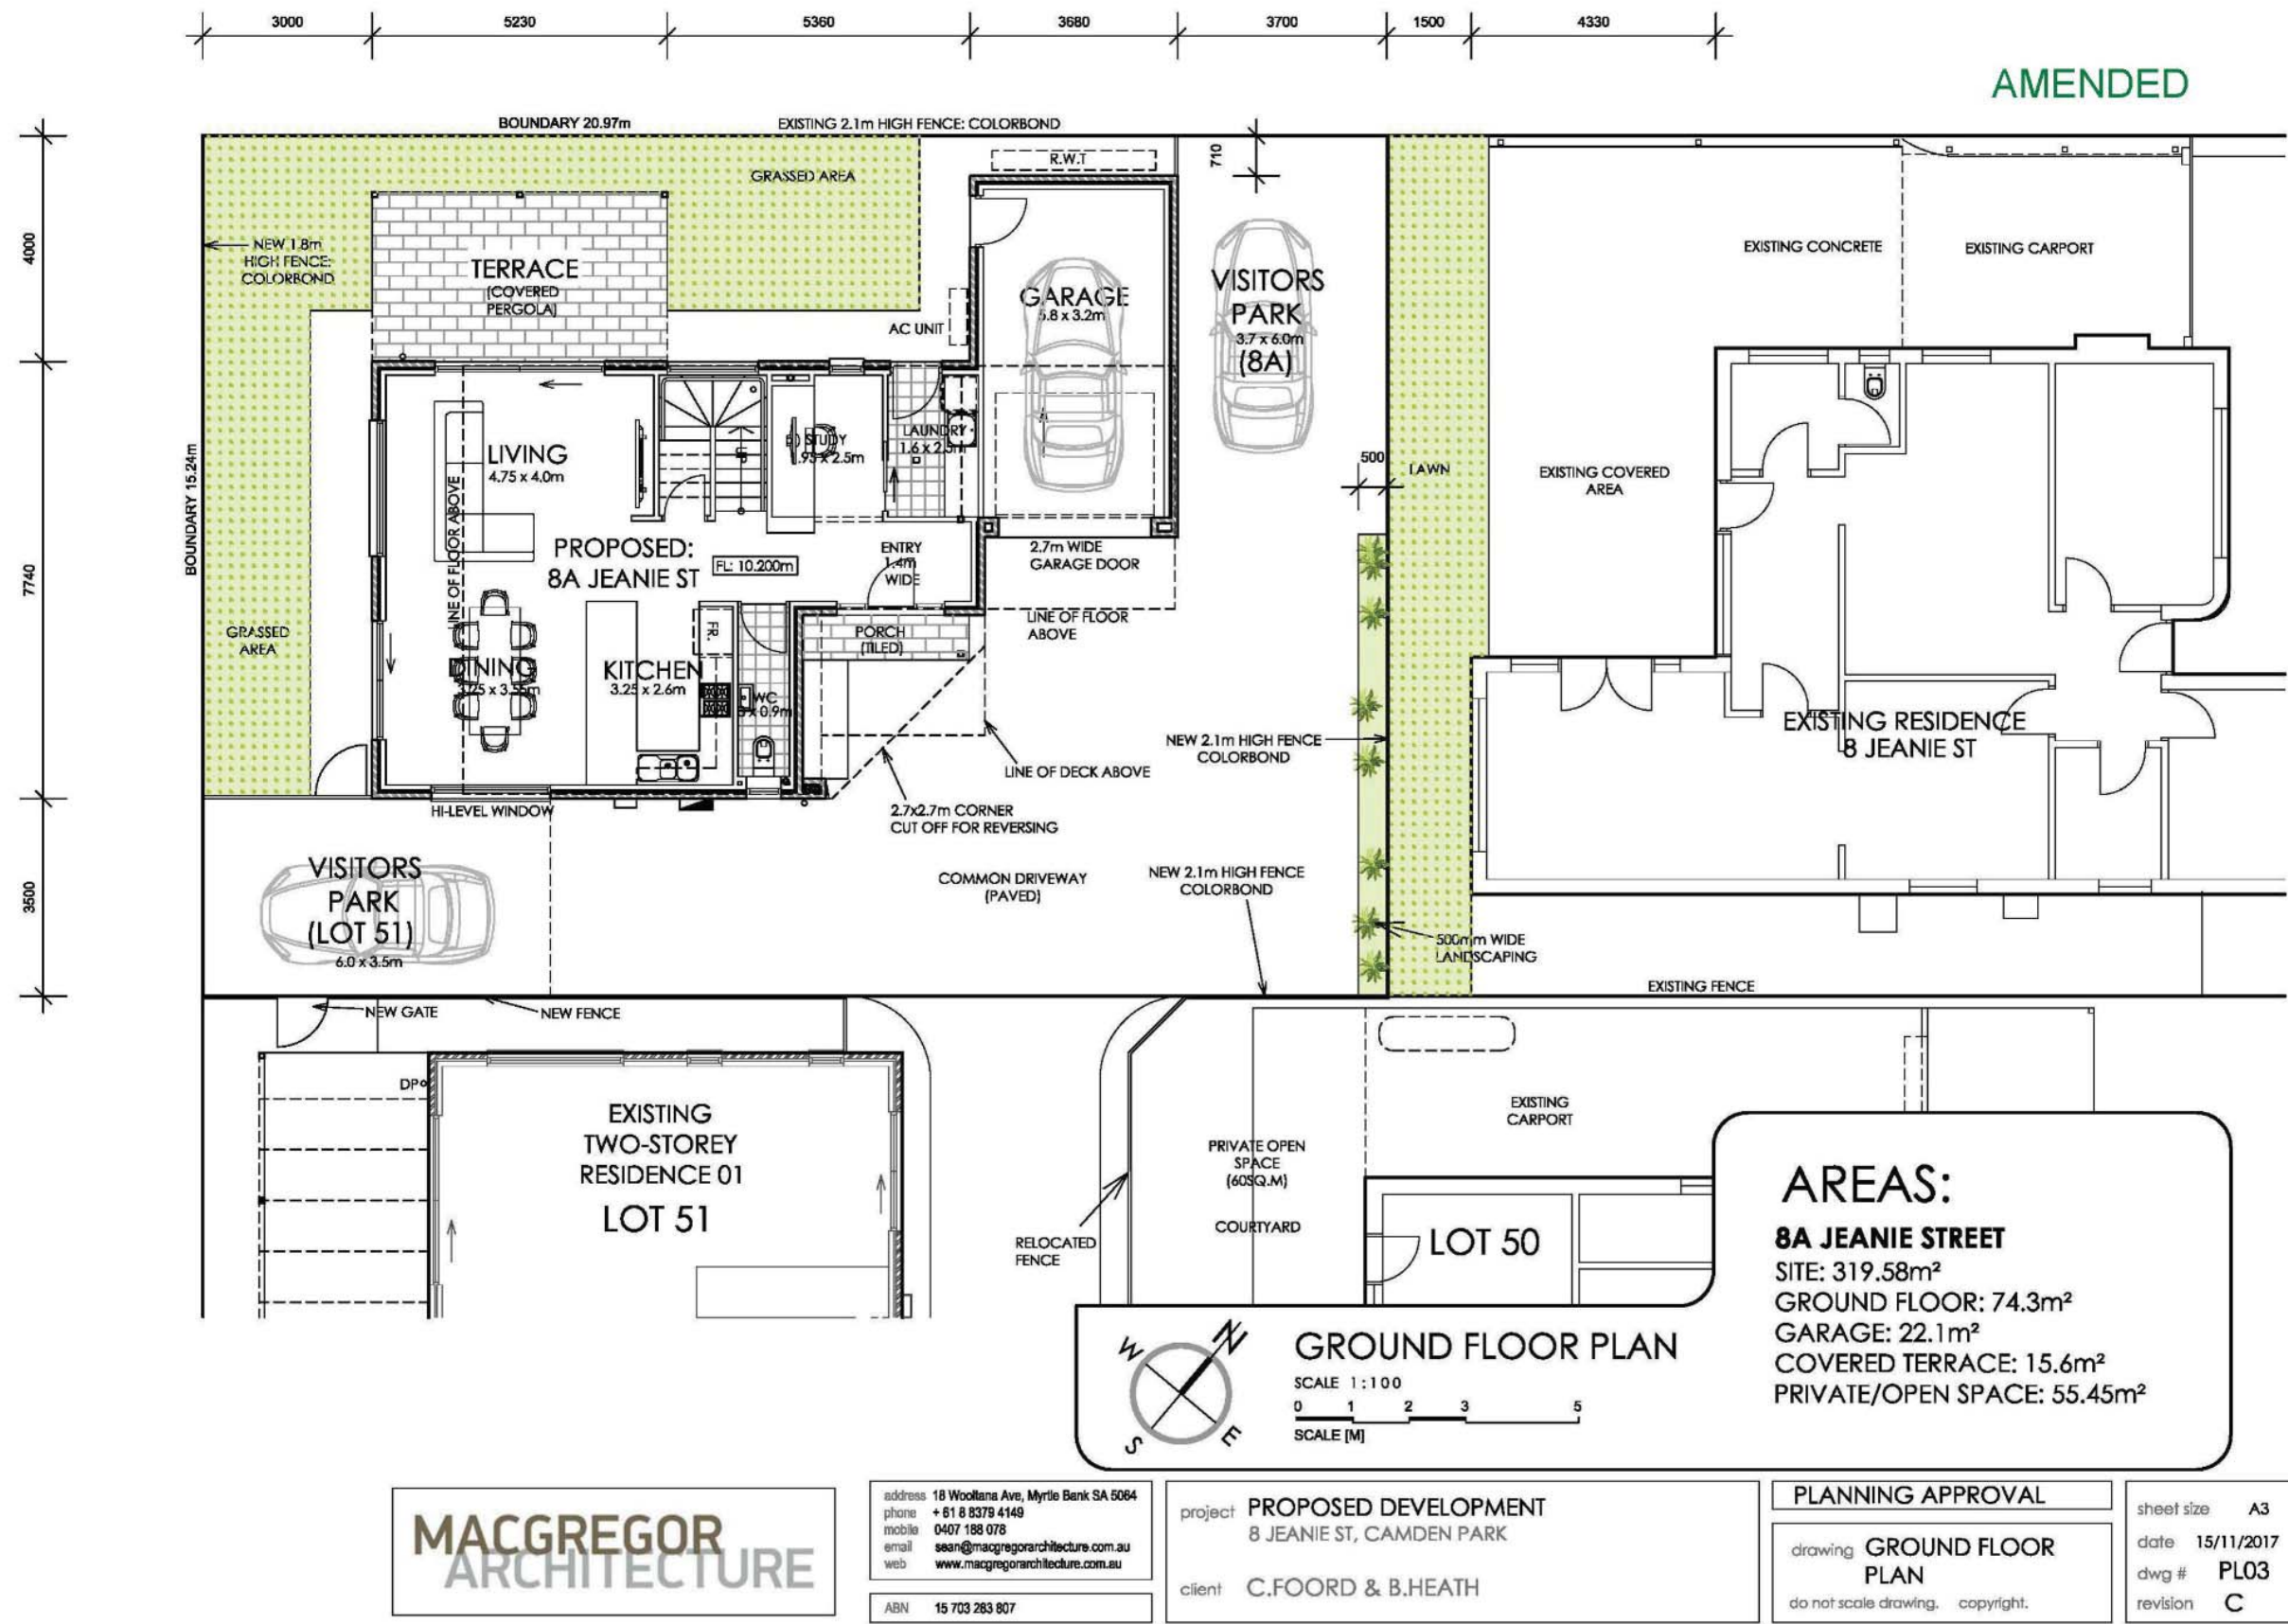 3000
5230
5360
3680
3700
1500
4330
AMENDED
BOUNDARY 20.97m
EXISTING 2.1m HIGH FENCE: COLORBOND
4000
7740
3500
BOUNDARY 15.24m
710
R.W.T
GRASSED AREA
NEW 1.8m
HIGH FENCE:
COLORBOND
TERRACE
(COVERED
PERGOLA)
AC UNIT
GARAGE
5.8 x 3.2m
VISITORS
PARK
3.7 x 6.0m
(8A)
EXISTING CONCRETE
EXISTING CARPORT
LIVING
4.75 x 4.0m
UP
STUDY
x 2.5m
LAUNDRY
1.6 x 2.5m
500
LAWN
EXISTING COVERED
AREA
LINE OF FLOOR ABOVE
PROPOSED:
8A JEANIE ST
FL: 10.200m
ENTRY
1.4m
WIDE
2.7m WIDE
GARAGE DOOR
LINE OF FLOOR
ABOVE
GRASSED
AREA
FR.
PORCH
(TILED)
DINING
KITCHEN
3.25 x 2.6m
WC
x 0.9m
NEW 2.1m HIGH FENCE
COLORBOND
LINE OF DECK ABOVE
EXISTING RESIDENCE
8 JEANIE ST
HI-LEVEL WINDOW
2.7x2.7m CORNER
CUT OFF FOR REVERSING
VISITORS
PARK
(LOT 51)
6.0 x 3.5m
COMMON DRIVEWAY
(PAVED)
NEW 2.1m HIGH FENCE
COLORBOND
500mm WIDE
LANDSCAPING
EXISTING FENCE
NEW GATE
NEW FENCE
DP
EXISTING
TWO-STOREY
RESIDENCE 01
LOT 51
RELOCATED
FENCE
PRIVATE OPEN
SPACE
(60SQ.M)
COURTYARD
EXISTING
CARPORT
LOT 50
AREAS:
8A JEANIE STREET
SITE: 319.58m²
GROUND FLOOR: 74.3m²
GARAGE: 22.1m²
COVERED TERRACE: 15.6m²
PRIVATE/OPEN SPACE: 55.45m²
W
N
S
E
GROUND FLOOR PLAN
SCALE 1:100
0 1 2 3 5
SCALE [M]
MACGREGOR
ARCHITECTURE
address 18 Wooltana Ave, Myrtle Bank SA 5064
phone + 61 8 8379 4149
mobile 0407 188 078
email sean@macgregorarchitecture.com.au
web www.macgregorarchitecture.com.au
ABN 15 703 283 807
project PROPOSED DEVELOPMENT
8 JEANIE ST, CAMDEN PARK
client C.FOORD & B.HEATH
PLANNING APPROVAL
drawing GROUND FLOOR
PLAN
do not scale drawing. copyright.
sheet size A3
date 15/11/2017
dwg # PL03
revision C